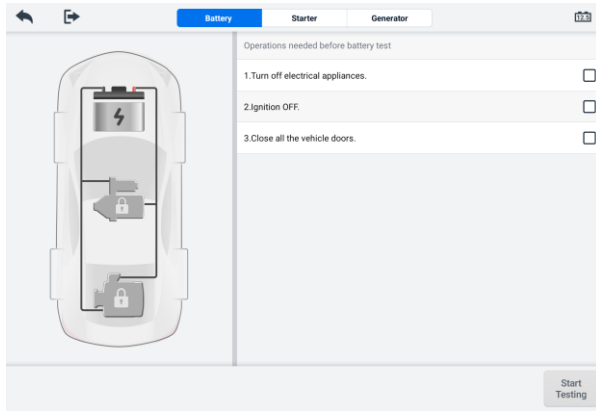 Battery
Starter
Generator
Operations needed before battery test
1.Turn off electrical appliances.
2.Ignition OFF.
3.Close all the vehicle doors.
Start
Testing